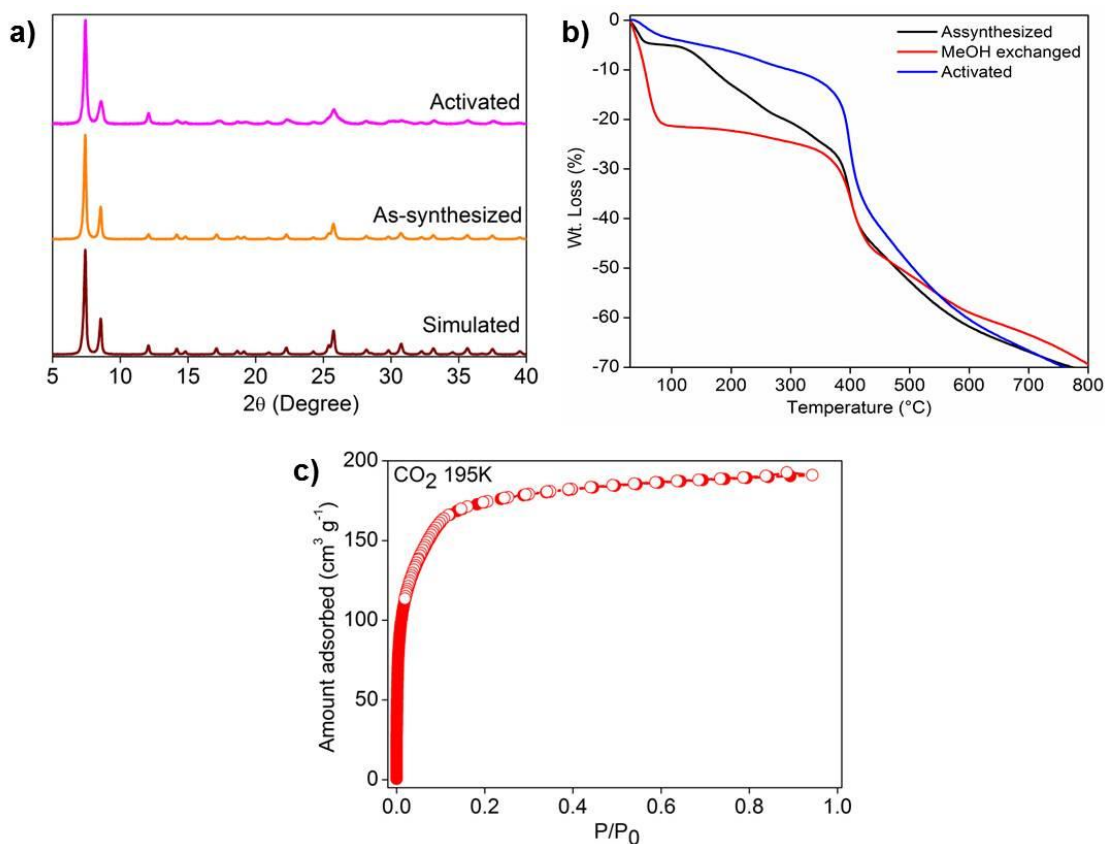 a)
Activated
As-synthesized
Simulated
5 10 15 20 25 30 35 40
2θ (Degree)
b)
Assynthesized
MeOH exchanged
Activated
0
-10
-20
-30
-40
-50
-60
-70
Wt. Loss (%)
100 200 300 400 500 600 700 800
Temperature (°C)
c)
CO2 195K
200
150
100
50
0
Amount adsorbed (cm³ g⁻¹)
0.0 0.2 0.4 0.6 0.8 1.0
P/P0